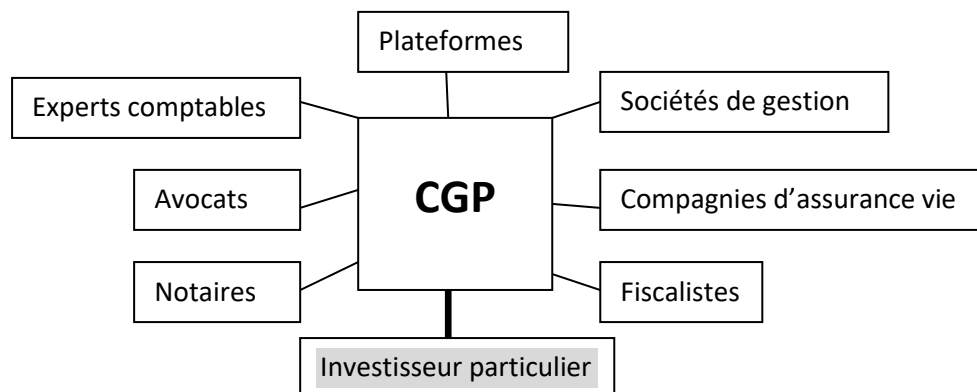 Plateformes
Experts comptables
Sociétés de gestion
Avocats
CGP
Compagnies d’assurance vie
Notaires
Fiscalistes
Investisseur particulier